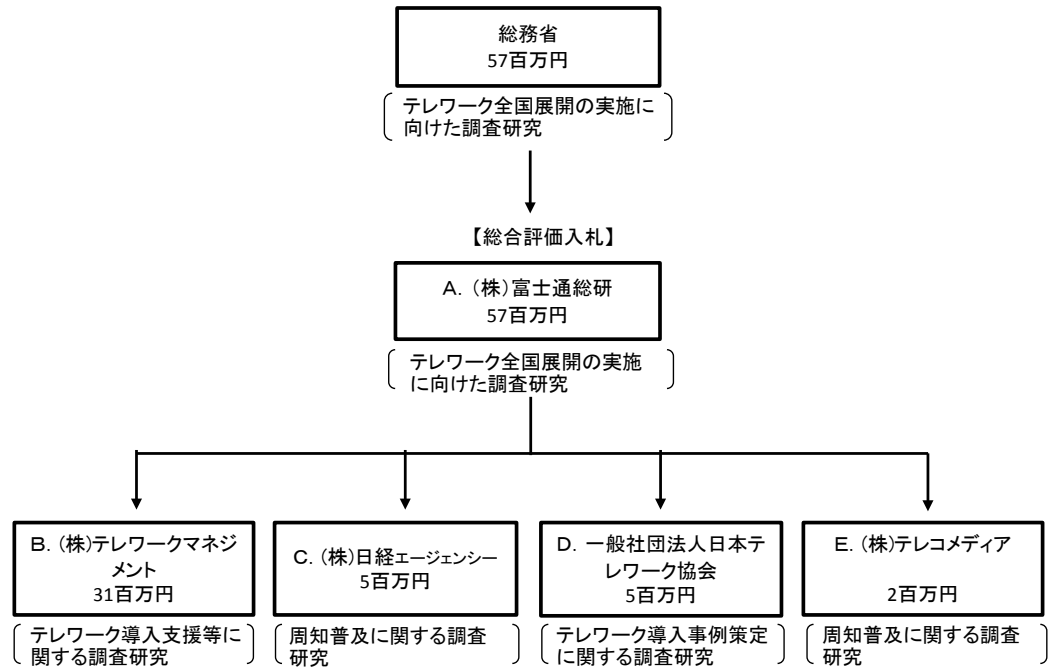 総務省
57百万円
テレワーク全国展開の実施に
向けた調査研究
【総合評価入札】
A.(株)富士通総研
57百万円
テレワーク全国展開の実施
に向けた調査研究
B.(株)テレワークマネジ
メント
31百万円
テレワーク導入支援等に
関する調査研究
C.(株)日経エージェンシー
5百万円
周知普及に関する調査
研究
D.一般社団法人日本テ
レワーク協会
5百万円
テレワーク導入事例策定
に関する調査研究
E.(株)テレコメディア
2百万円
周知普及に関する調査
研究